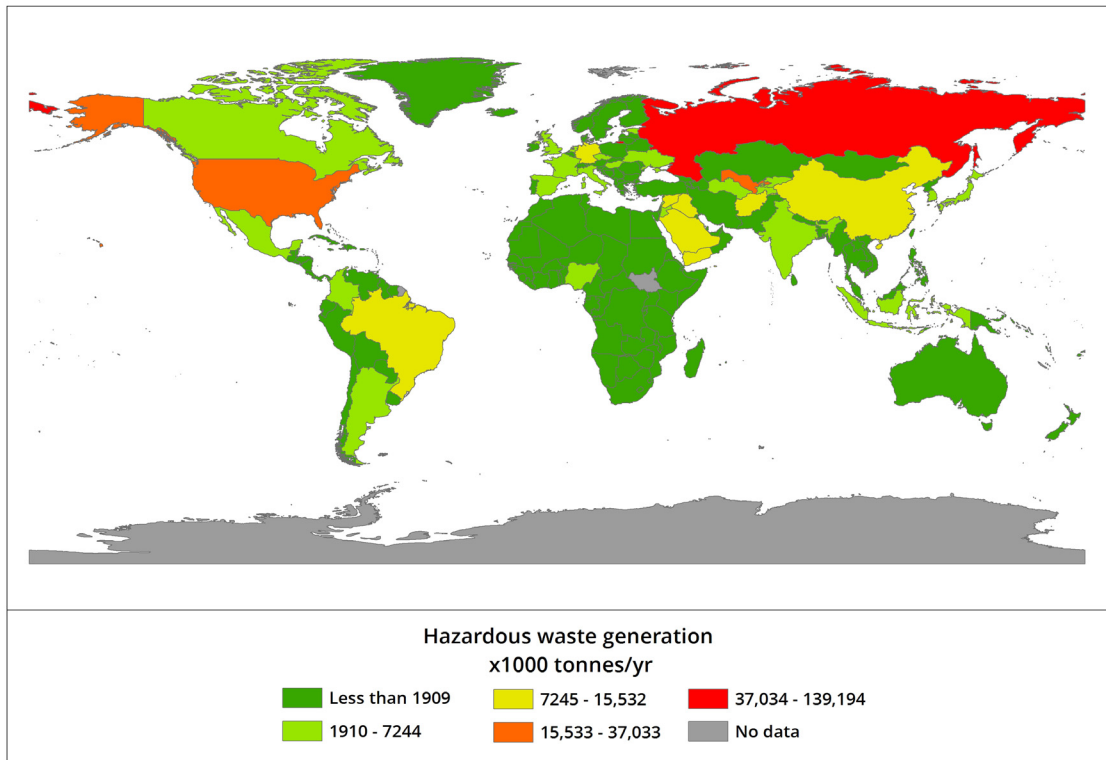 Hazardous waste generation
x1000 tonnes/yr
Less than 1909
7245 - 15,532
37,034 - 139,194
1910 - 7244
15,533 - 37,033
No data